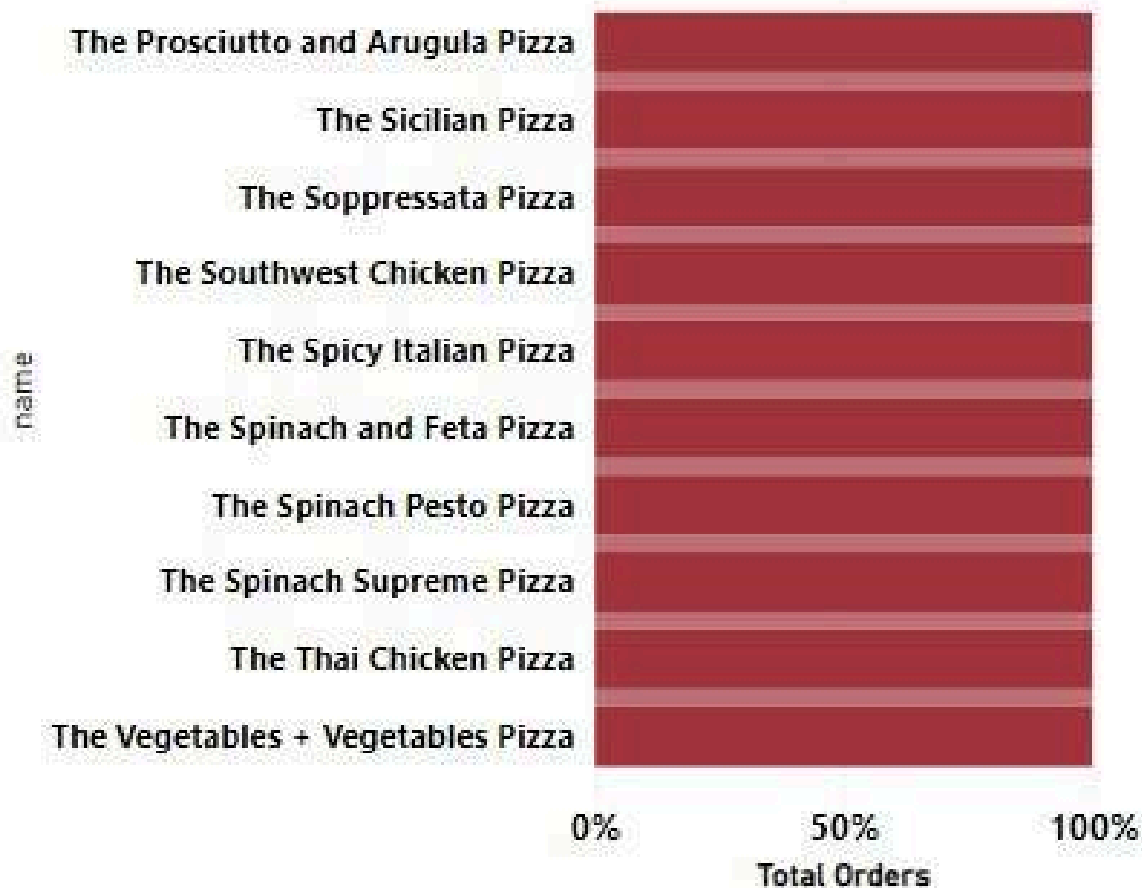 The Prosciutto and Arugula Pizza
The Sicilian Pizza
The Soppressata Pizza
The Southwest Chicken Pizza
The Spicy Italian Pizza
The Spinach and Feta Pizza
The Spinach Pesto Pizza
The Spinach Supreme Pizza
The Thai Chicken Pizza
The Vegetables + Vegetables Pizza
name
0% 50% 100%
Total Orders